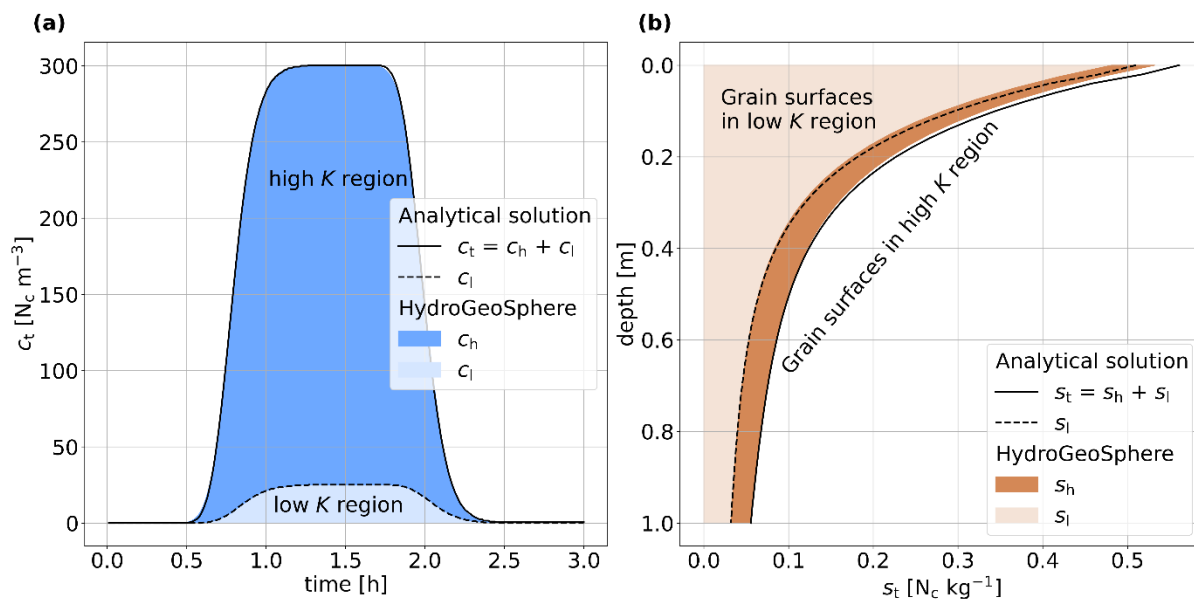 (a)
300
250
200
150
100
50
0
c_t [N_c m⁻³]
high K region
low K region
Analytical solution
c_t = c_h + c_l
c_l
HydroGeoSphere
c_h
c_l
0.0
0.5
1.0
1.5
2.0
2.5
3.0
time [h]
(b)
0.0
0.2
0.4
0.6
0.8
1.0
depth [m]
Grain surfaces
in low K region
Grain surfaces in high K region
Analytical solution
s_t = s_h + s_l
s_l
HydroGeoSphere
s_h
s_l
0.0
0.1
0.2
0.3
0.4
0.5
s_t [N_c kg⁻¹]